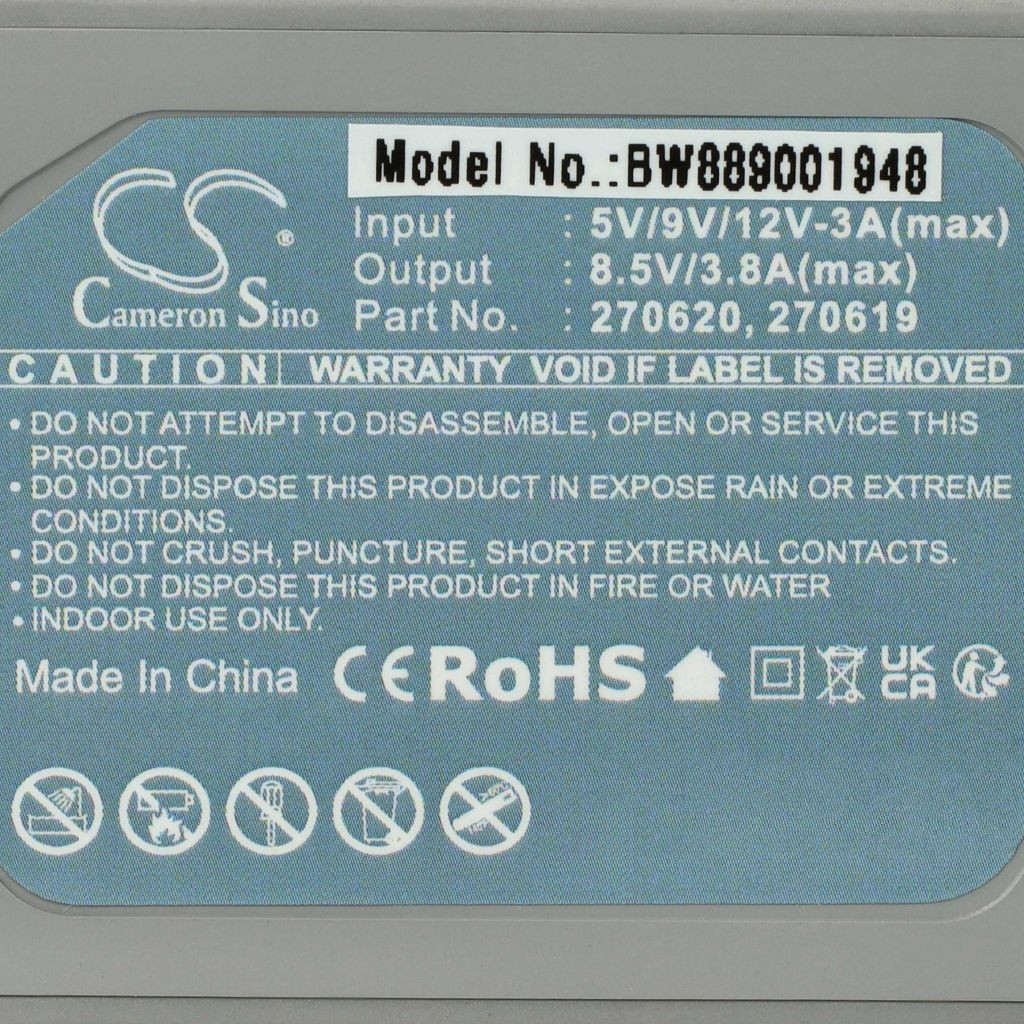 Model No.:BW889001948
CS®
Cameron Sino
Input : 5V/9V/12V-3A(max)
Output : 8.5V/3.8A(max)
Part No. : 270620, 270619
CAUTION WARRANTY VOID IF LABEL IS REMOVED
• DO NOT ATTEMPT TO DISASSEMBLE, OPEN OR SERVICE THIS
PRODUCT.
• DO NOT DISPOSE THIS PRODUCT IN EXPOSE RAIN OR EXTREME
CONDITIONS.
• DO NOT CRUSH, PUNCTURE, SHORT EXTERNAL CONTACTS.
• DO NOT DISPOSE THIS PRODUCT IN FIRE OR WATER
• INDOOR USE ONLY.
Made In China CE RoHS UK
CA